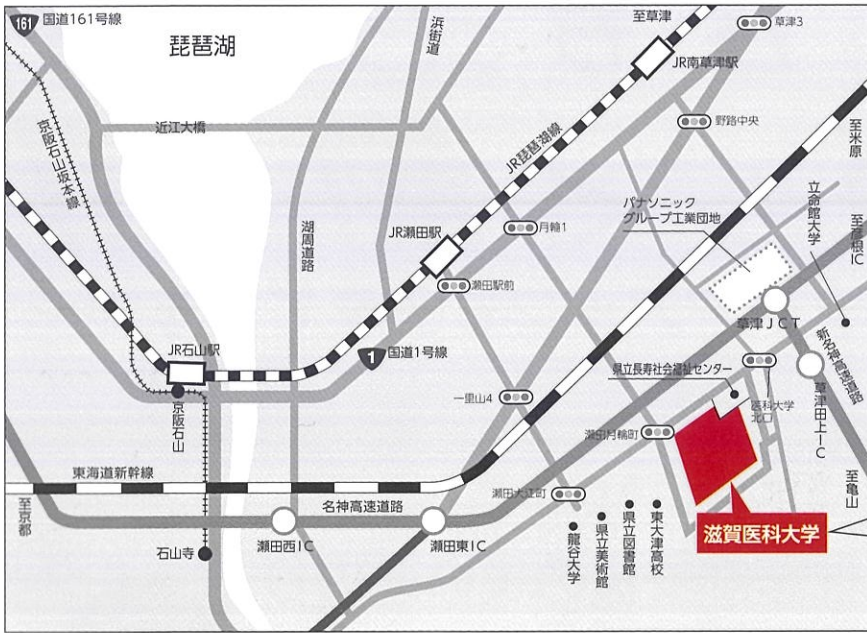 161
国道161号線
琵琶湖
浜街道
至草津
草津3
JR南草津駅
近江大橋
京阪石山坂本線
JR琵琶湖線
野路中央
至米原
湖周道路
JR瀬田駅
月輪1
パナソニック
グループ工業団地
立命館大学
至彦根IC
瀬田駅前
草津JCT
新名神高速道路
JR石山駅
1
国道1号線
県立長寿社会福祉センター
京阪石山
一里山4
医科大学
北口
草津田上IC
瀬田月輪町
東海道新幹線
至京都
名神高速道路
瀬田大江町
至亀山
石山寺
瀬田西IC
瀬田東IC
龍谷大学
県立美術館
県立図書館
東大津高校
滋賀医科大学